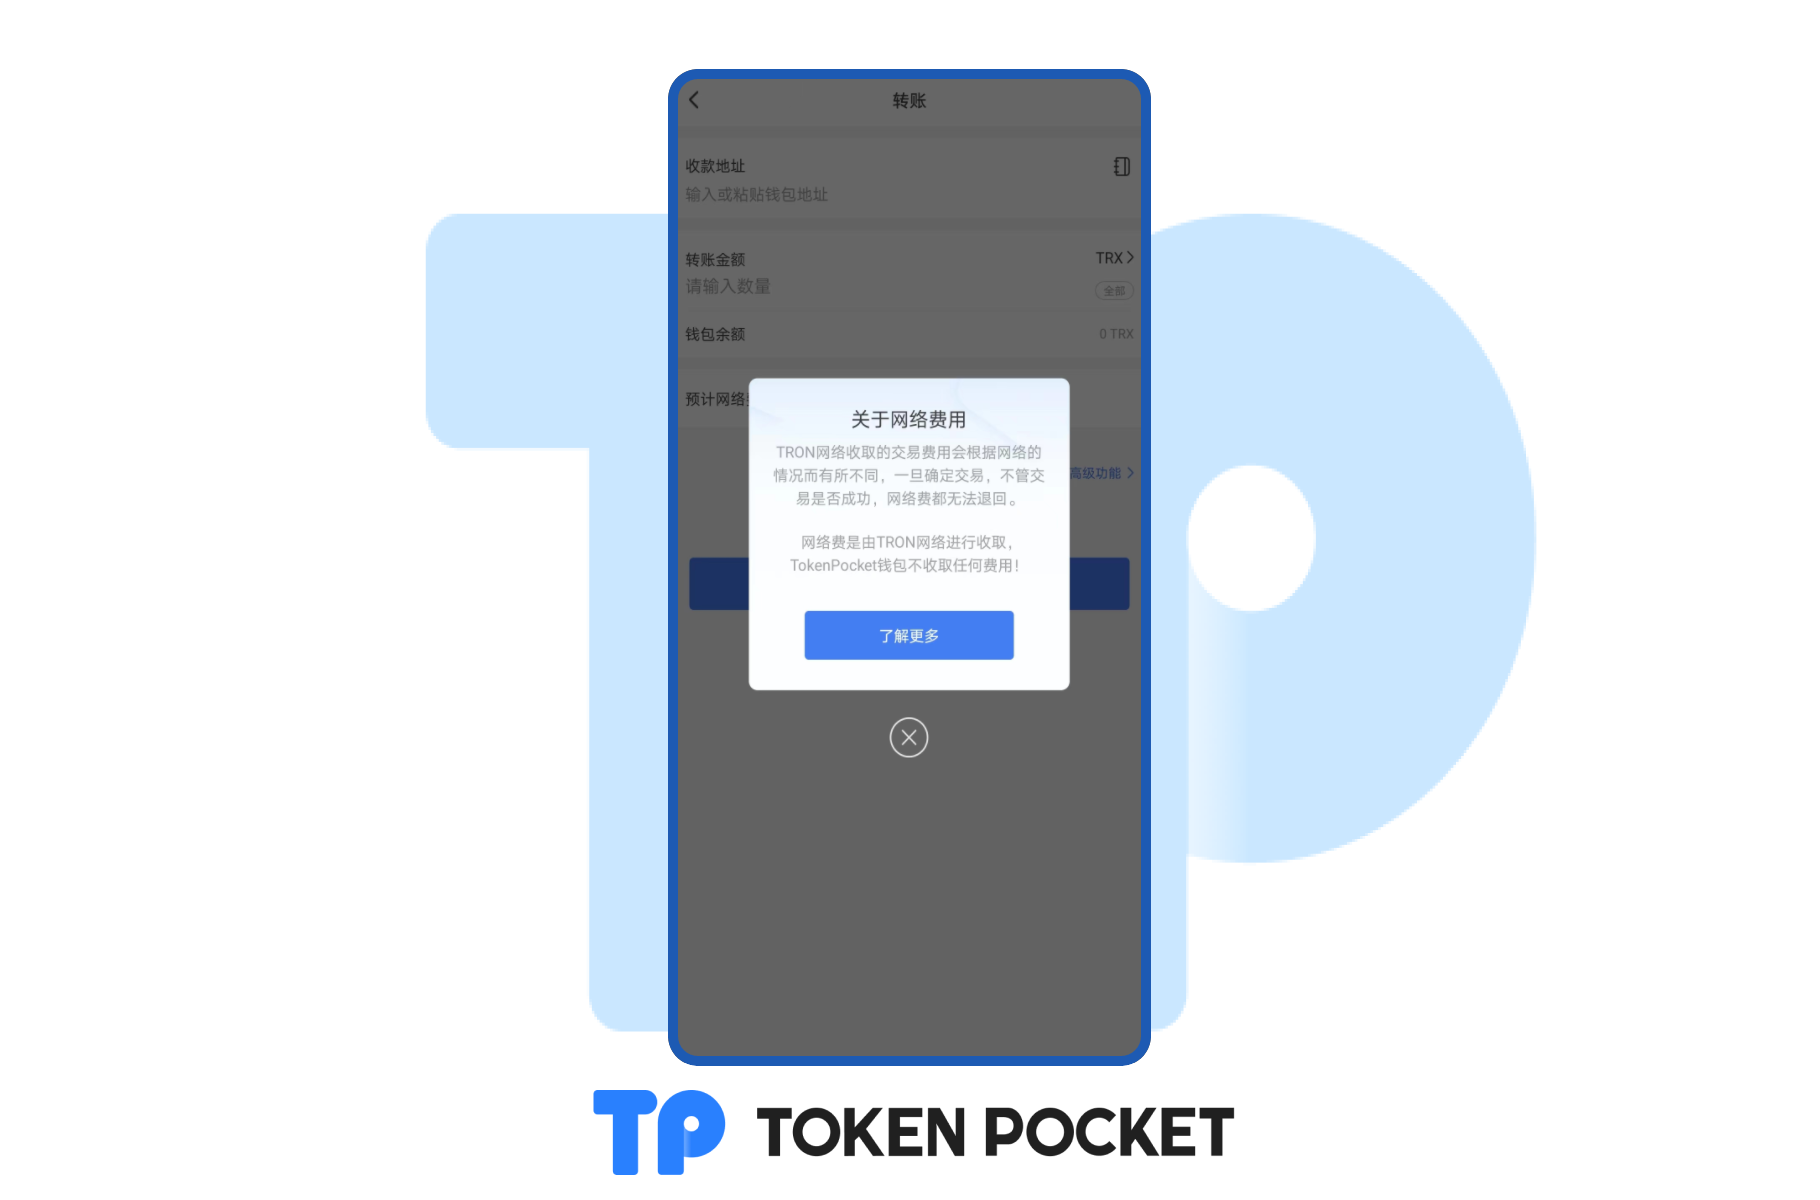 转账
收款地址
输入或粘贴钱包地址
转账金额
TRX
请输入数量
全部
钱包余额
0 TRX
预计网络
关于网络费用
TRON网络收取的交易费用会根据网络的
情况而有所不同，一旦确定交易，不管交
易是否成功，网络费都无法退回。
高级功能
网络费是由TRON网络进行收取，
TokenPocket钱包不收取任何费用！
了解更多
TP TOKEN POCKET